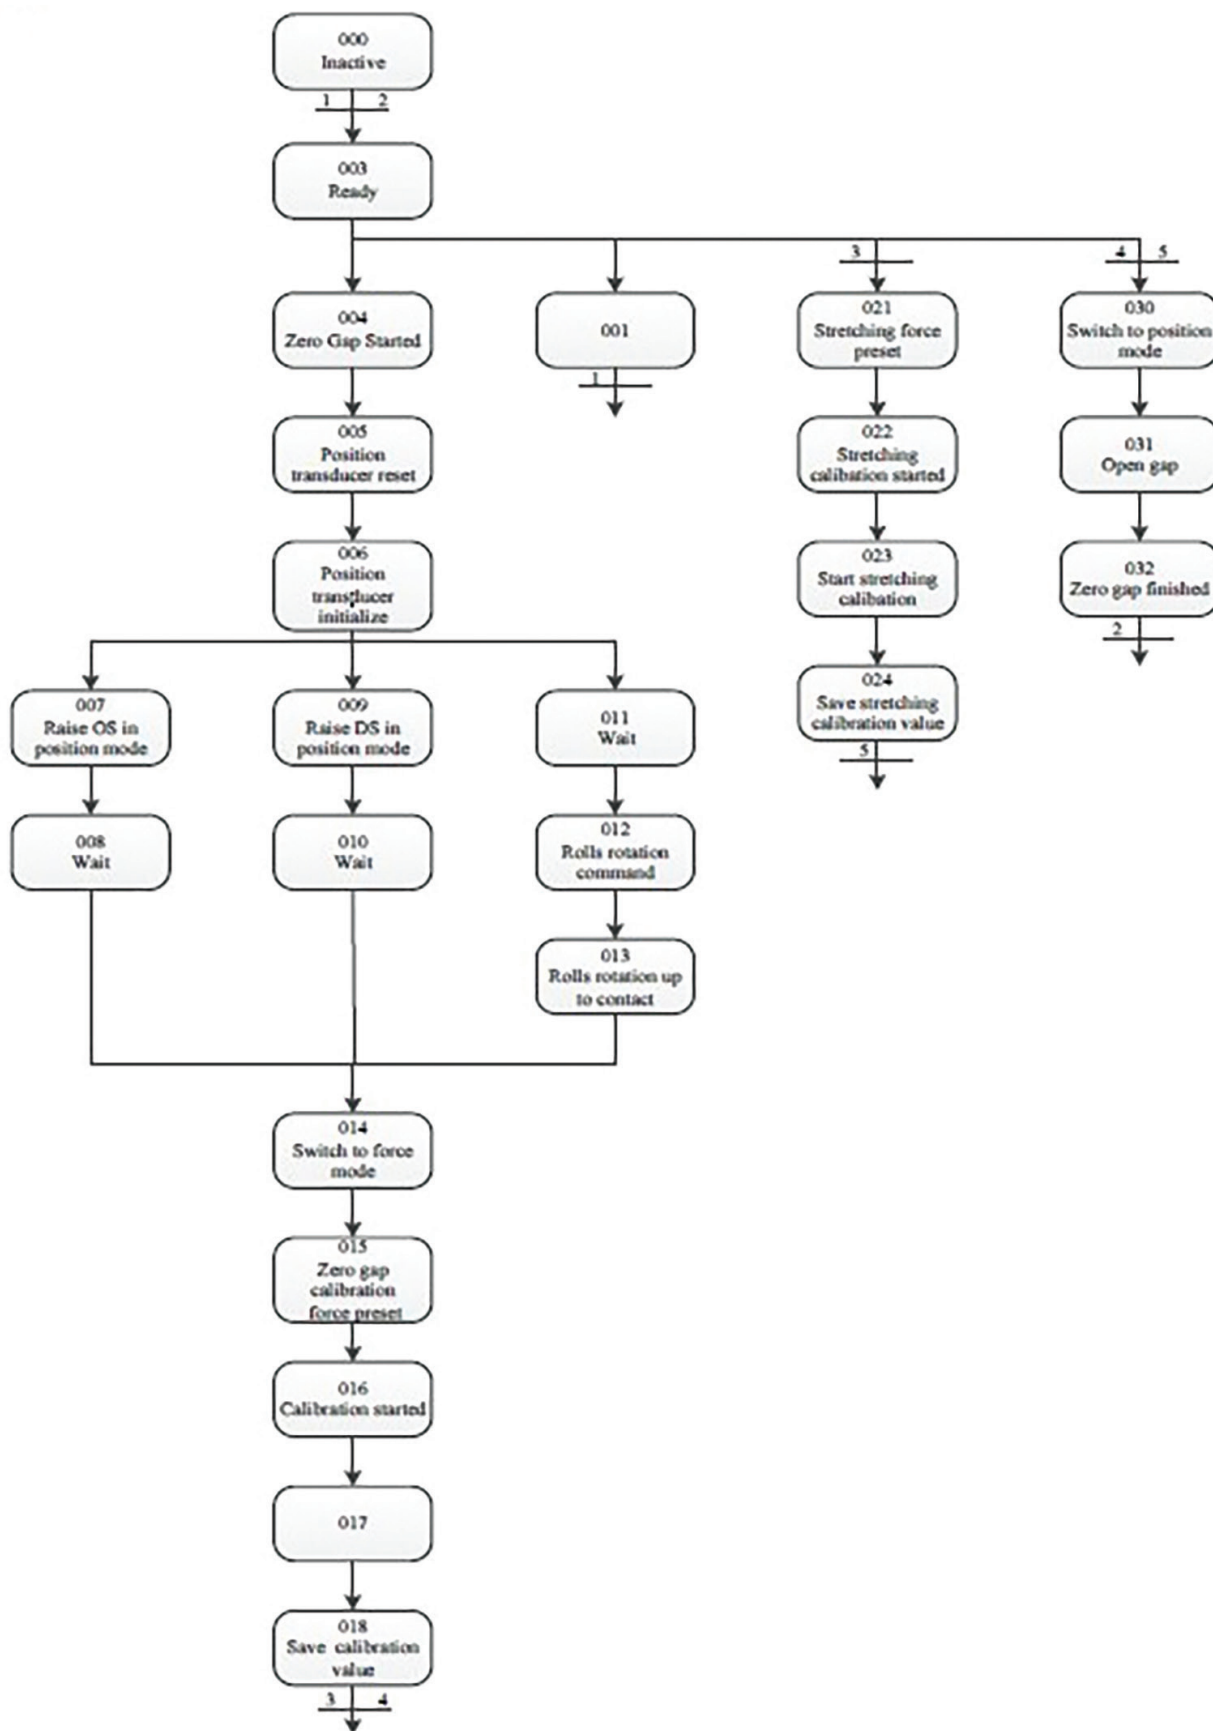 000
Inactive
1 2
003
Ready
3
4 5
004
Zero Gap Started
001
021
Stretching force
preset
030
Switch to position
mode
1
005
Position
transducer reset
022
Stretching
calibation started
031
Open gap
006
Position
transducer
initialize
023
Start stretching
calibation
032
Zero gap finished
2
007
Raise OS in
position mode
009
Raise DS in
position mode
011
Wait
024
Save stretching
calibration value
5
008
Wait
010
Wait
012
Rolls rotation
command
013
Rolls rotation up
to contact
014
Switch to force
mode
015
Zero gap
calibration
force preset
016
Calibration started
017
018
Save calibration
value
3 4